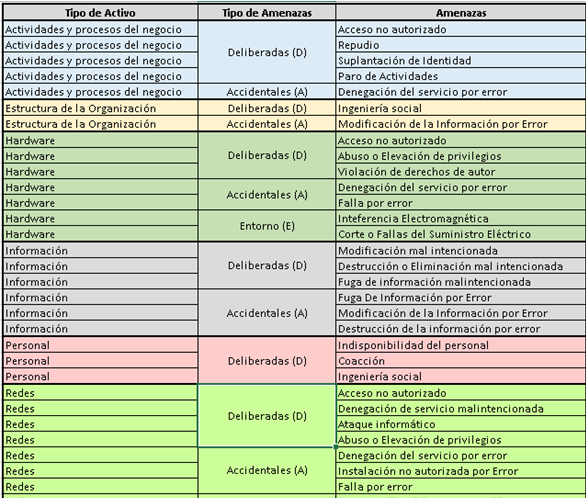 Tipo de Activo Tipo de Amenazas Amenazas
Actividades y procesos del negocio Deliberadas (D) Acceso no autorizado
Actividades y procesos del negocio Repudio
Actividades y procesos del negocio Suplantación de Identidad
Actividades y procesos del negocio Paro de Actividades
Actividades y procesos del negocio Accidentales (A) Denegación del servicio por error
Estructura de la Organización Deliberadas (D) Ingeniería social
Estructura de la Organización Accidentales (A) Modificación de la Información por Error
Hardware Deliberadas (D) Acceso no autorizado
Hardware Abuso o Elevación de privilegios
Hardware Violación de derechos de autor
Hardware Accidentales (A) Denegación del servicio por error
Hardware Falla por error
Hardware Entorno (E) Inteferencia Electromagnética
Hardware Corte o Fallas del Suministro Eléctrico
Información Deliberadas (D) Modificación mal intencionada
Información Destrucción o Eliminación mal intencionada
Información Fuga de información malintencionada
Información Accidentales (A) Fuga De Información por Error
Información Modificación de la Información por Error
Información Destrucción de la información por error
Personal Deliberadas (D) Indisponibilidad del personal
Personal Coacción
Personal Ingeniería social
Redes Deliberadas (D) Acceso no autorizado
Redes Denegación de servicio malintencionada
Redes Ataque informático
Redes Abuso o Elevación de privilegios
Redes Accidentales (A) Denegación del servicio por error
Redes Instalación no autorizada por Error
Redes Falla por error